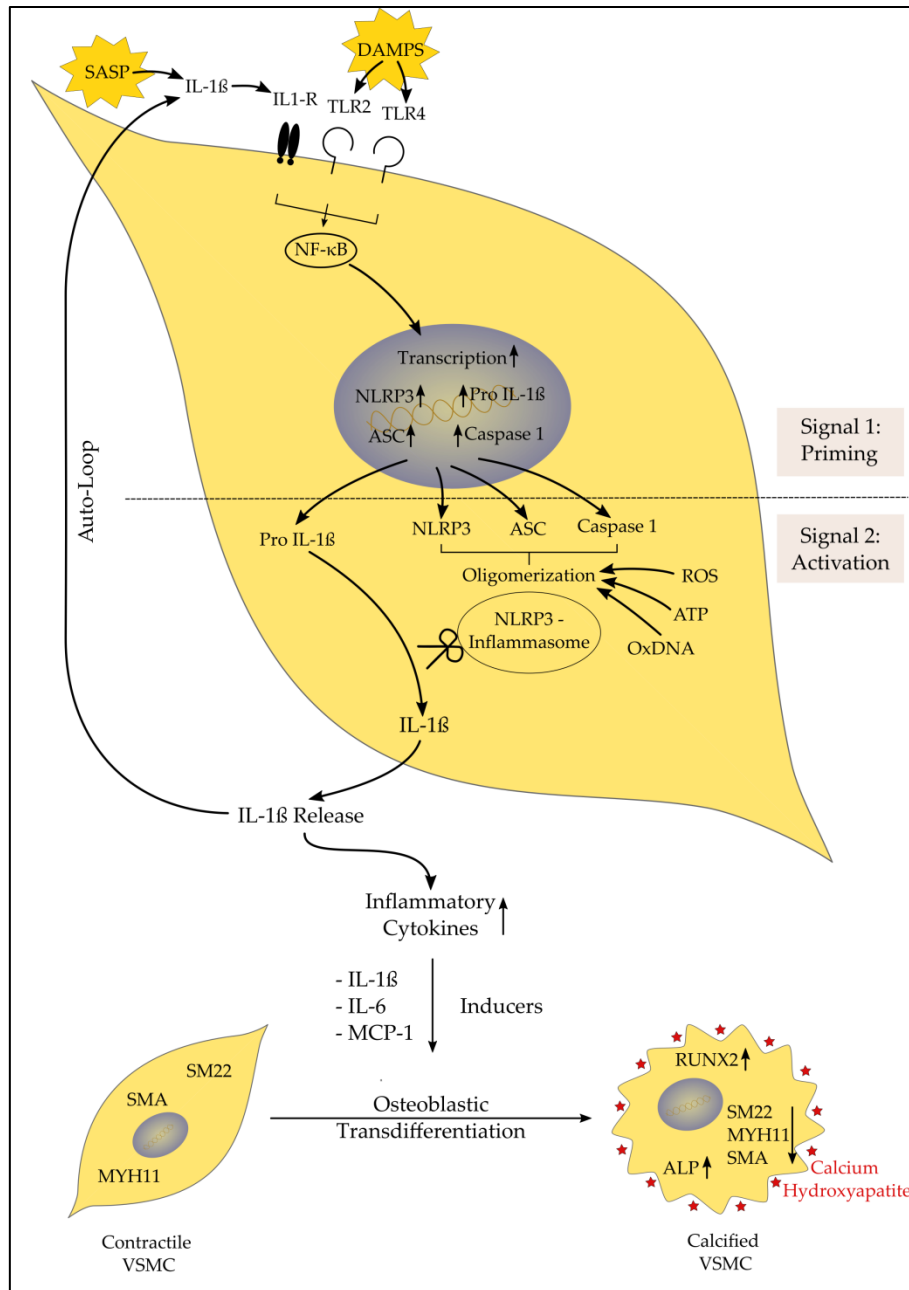 DAMPS
SASP
IL-1ß
IL1-R
TLR2
TLR4
NF-κB
Transcription
NLRP3
Pro IL-1ß
ASC
Caspase 1
Signal 1:
Priming
Auto-Loop
Signal 2:
Activation
Pro IL-1ß
NLRP3
ASC
Caspase 1
Oligomerization
ROS
ATP
OxDNA
NLRP3 -
Inflammasome
IL-1ß
IL-1ß Release
Inflammatory
Cytokines
- IL-1ß
- IL-6
- MCP-1
Inducers
SM22
SMA
MYH11
Osteoblastic
Transdifferentiation
RUNX2
SM22
MYH11
SMA
ALP
Calcium
Hydroxyapatite
Contractile
VSMC
Calcified
VSMC